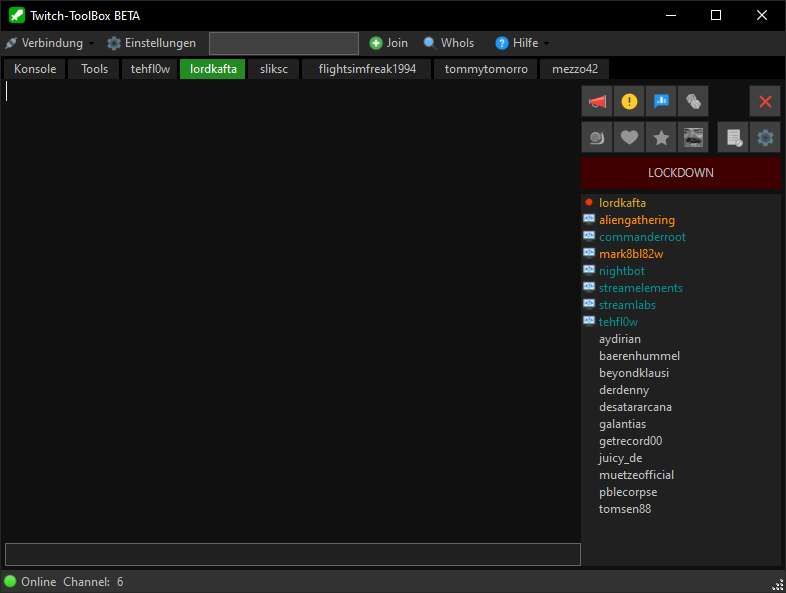 Twitch-ToolBox BETA
Verbindung Einstellungen Join WhoIs Hilfe
Konsole Tools tehfl0w lordkafta sliksc flightsimfreak1994 tommytomorro mezzo42
LOCKDOWN
lordkafta
aliengathering
commanderroot
mark8bl82w
nightbot
streamelements
streamlabs
tehfl0w
aydirian
baerenhummel
beyondklausi
derdenny
desatararcana
galantias
getrecord00
juicy_de
muetzeofficial
pblecorpse
tomsen88
Online Channel: 6